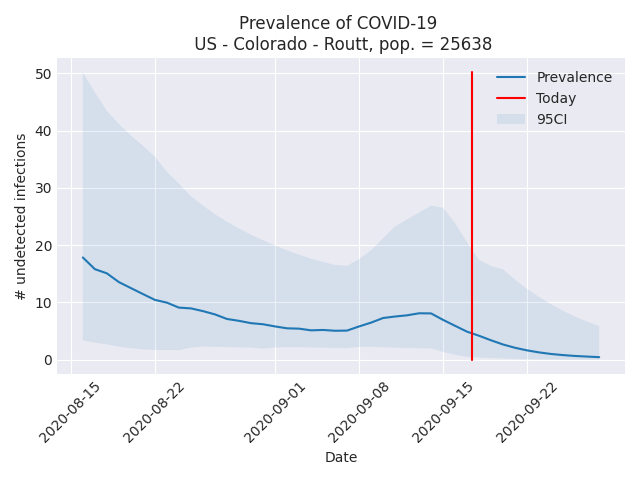 Prevalence of COVID-19
US - Colorado - Routt, pop. = 25638
Prevalence
Today
95CI
# undetected infections
50
40
30
20
10
0
2020-08-15
2020-08-22
2020-09-01
2020-09-08
2020-09-15
2020-09-22
Date